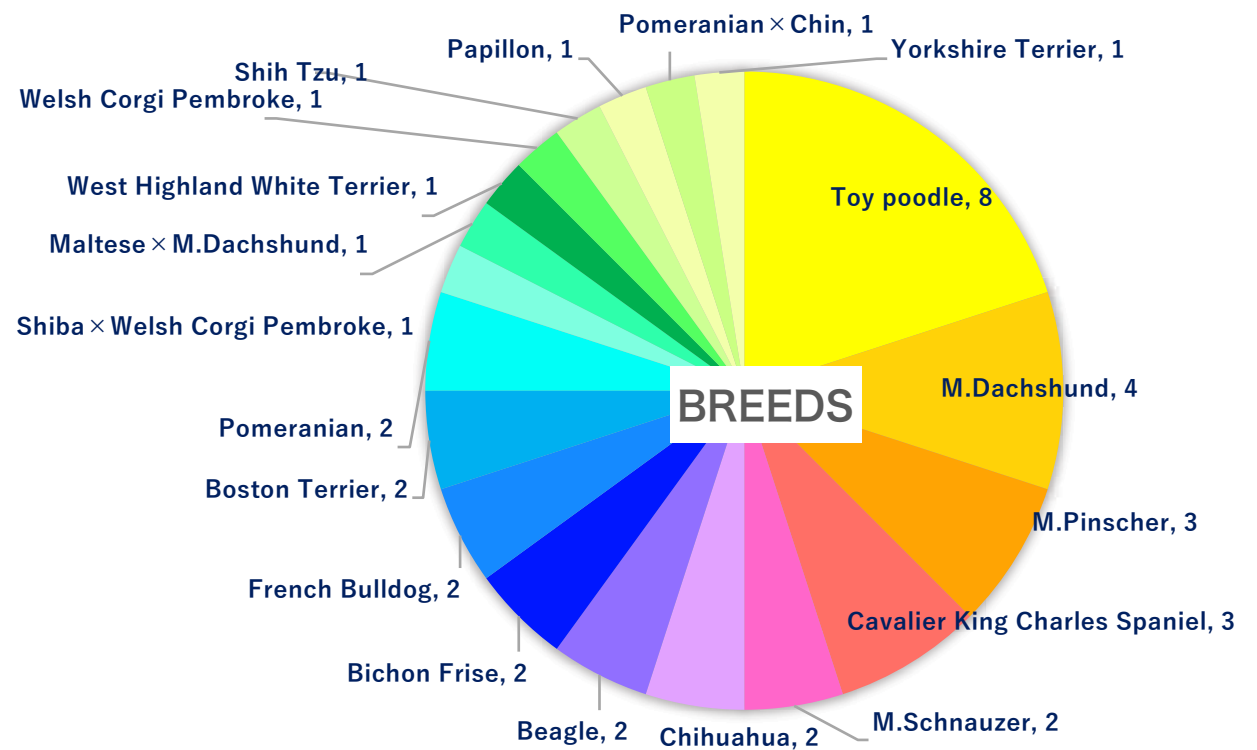 Pomeranian×Chin, 1
Papillon, 1
Yorkshire Terrier, 1
Shih Tzu, 1
Welsh Corgi Pembroke, 1
West Highland White Terrier, 1
Toy poodle, 8
Maltese×M.Dachshund, 1
Shiba×Welsh Corgi Pembroke, 1
M.Dachshund, 4
BREEDS
Pomeranian, 2
Boston Terrier, 2
M.Pinscher, 3
French Bulldog, 2
Cavalier King Charles Spaniel, 3
Bichon Frise, 2
M.Schnauzer, 2
Beagle, 2
Chihuahua, 2